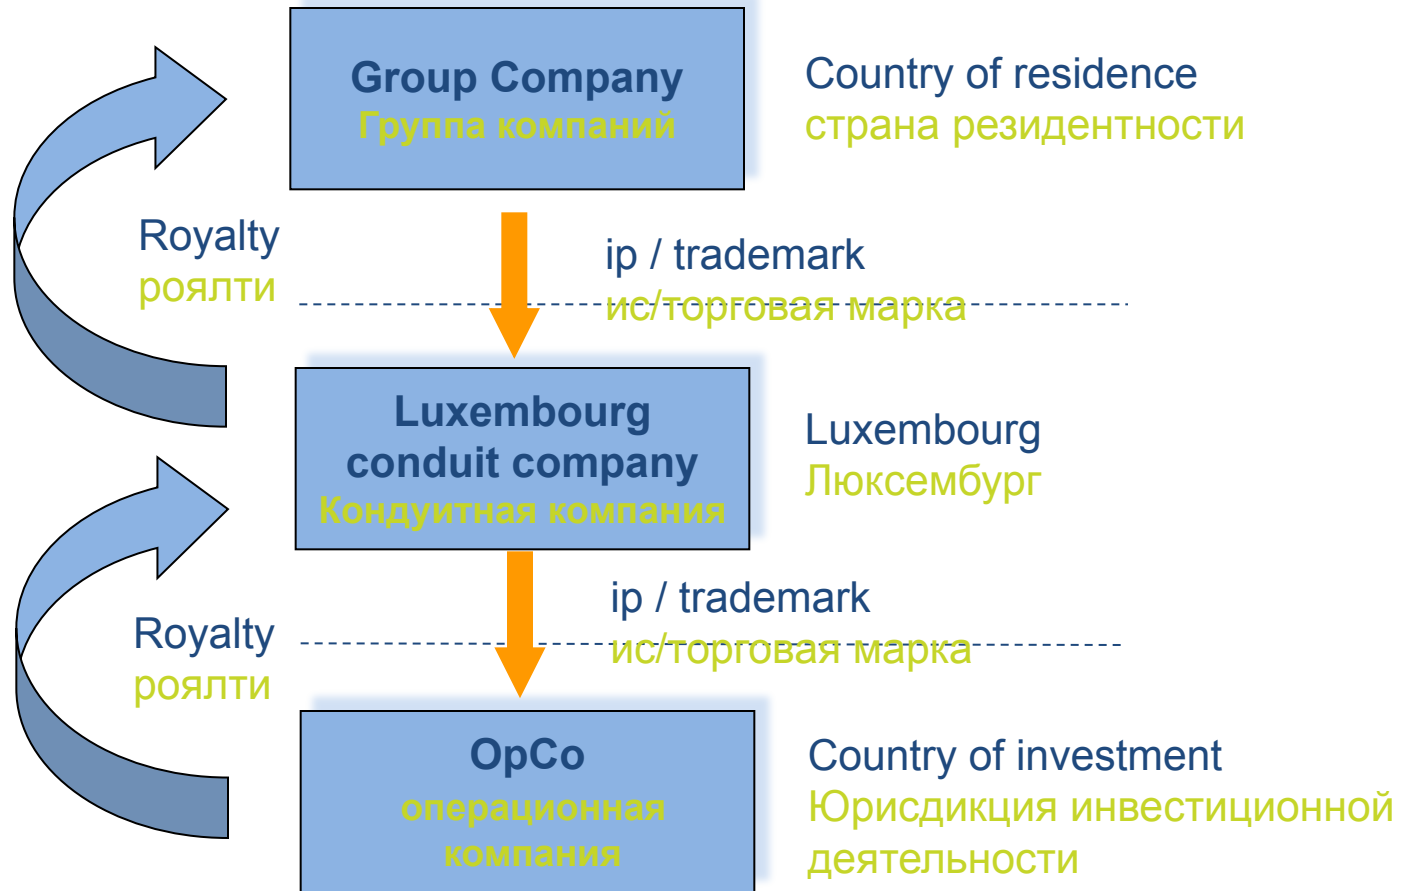 Group Company
Группа компаний
Country of residence
страна резидентности
Royalty
роялти
ip / trademark
ис/торговая марка
Luxembourg
conduit company
Кондуитная компания
Luxembourg
Люксембург
Royalty
роялти
ip / trademark
ис/торговая марка
OpCo
операционная
компания
Country of investment
Юрисдикция инвестиционной
деятельности